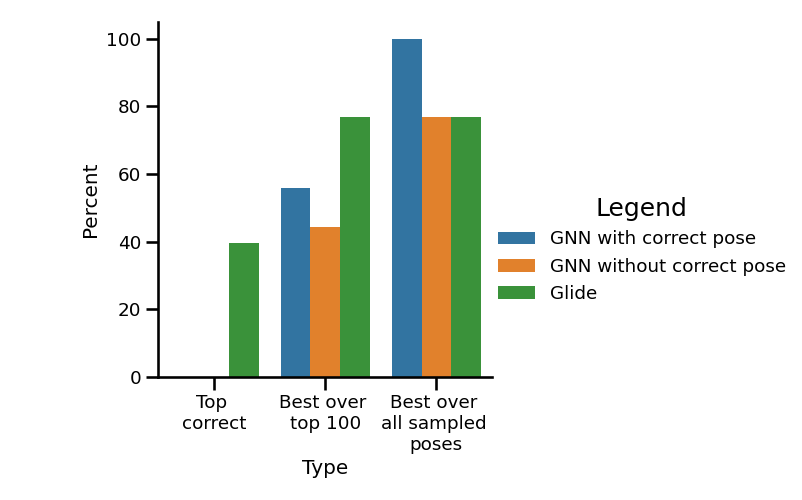 100
80
60
40
20
0
Percent
Top
correct
Best over
top 100
Best over
all sampled
poses
Type
Legend
GNN with correct pose
GNN without correct pose
Glide